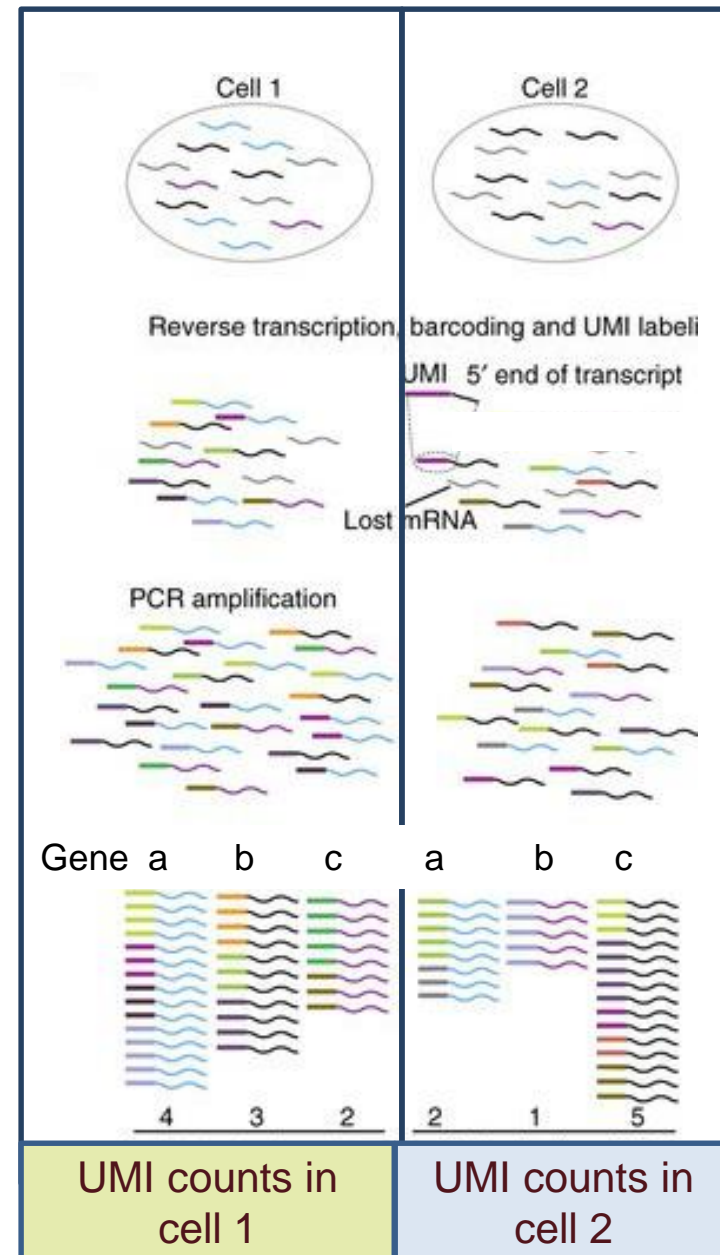 Cell 1
Cell 2
Reverse transcription, barcoding and UMI labeli
UMI 5′ end of transcript
Lost mRNA
PCR amplification
Gene a b c a b c
4 3 2 2 1 5
UMI counts in
cell 1
UMI counts in
cell 2